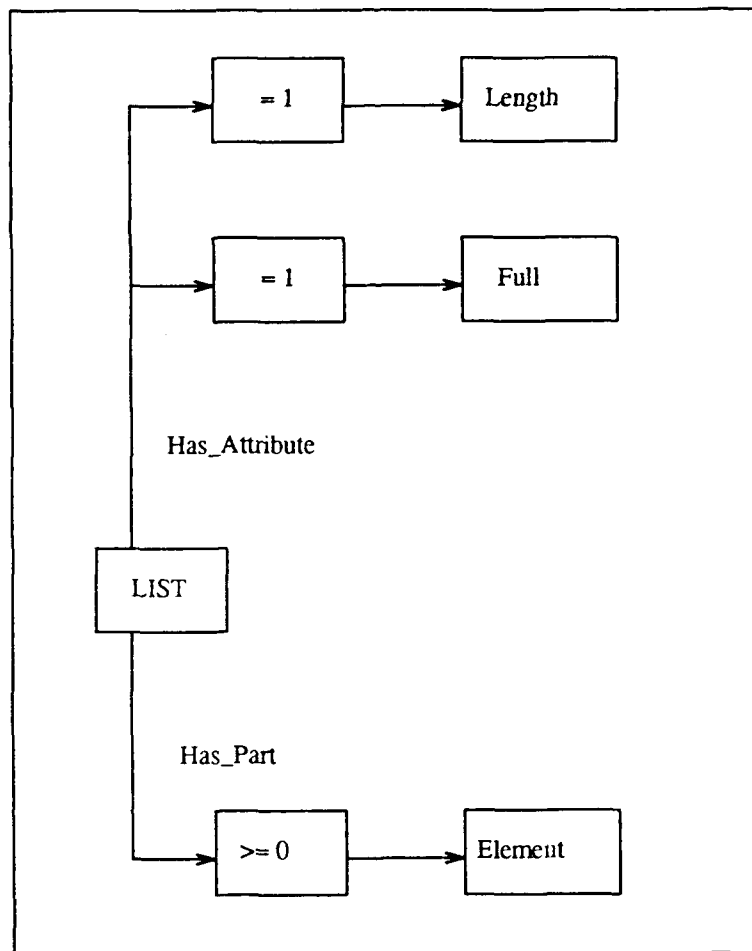 = 1
Length
= 1
Full
Has_Attribute
LIST
Has_Part
>= 0
Element